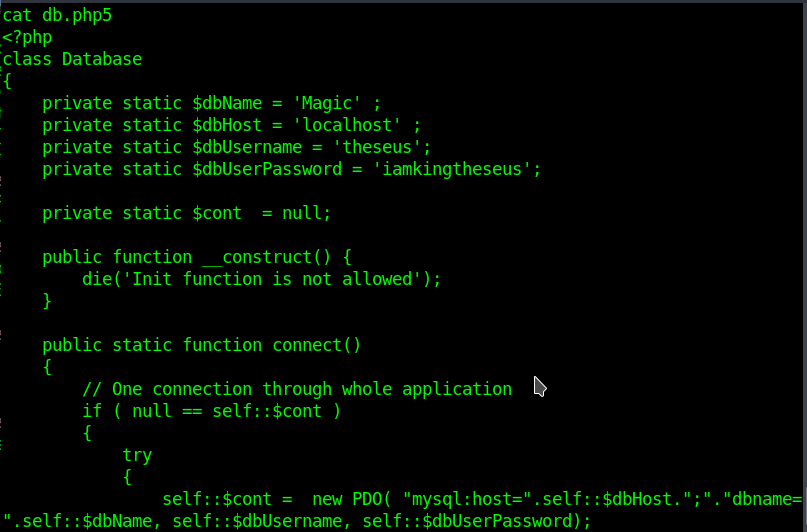 cat db.php5
<?php
class Database
{
    private static $dbName = 'Magic' ;
    private static $dbHost = 'localhost' ;
    private static $dbUsername = 'theseus';
    private static $dbUserPassword = 'iamkingtheseus';

    private static $cont  = null;

    public function __construct() {
        die('Init function is not allowed');
    }

    public static function connect()
    {
        // One connection through whole application
        if ( null == self::$cont )
        {
            try
            {
                self::$cont =  new PDO( "mysql:host=".self::$dbHost.";"."dbname=
".self::$dbName, self::$dbUsername, self::$dbUserPassword);